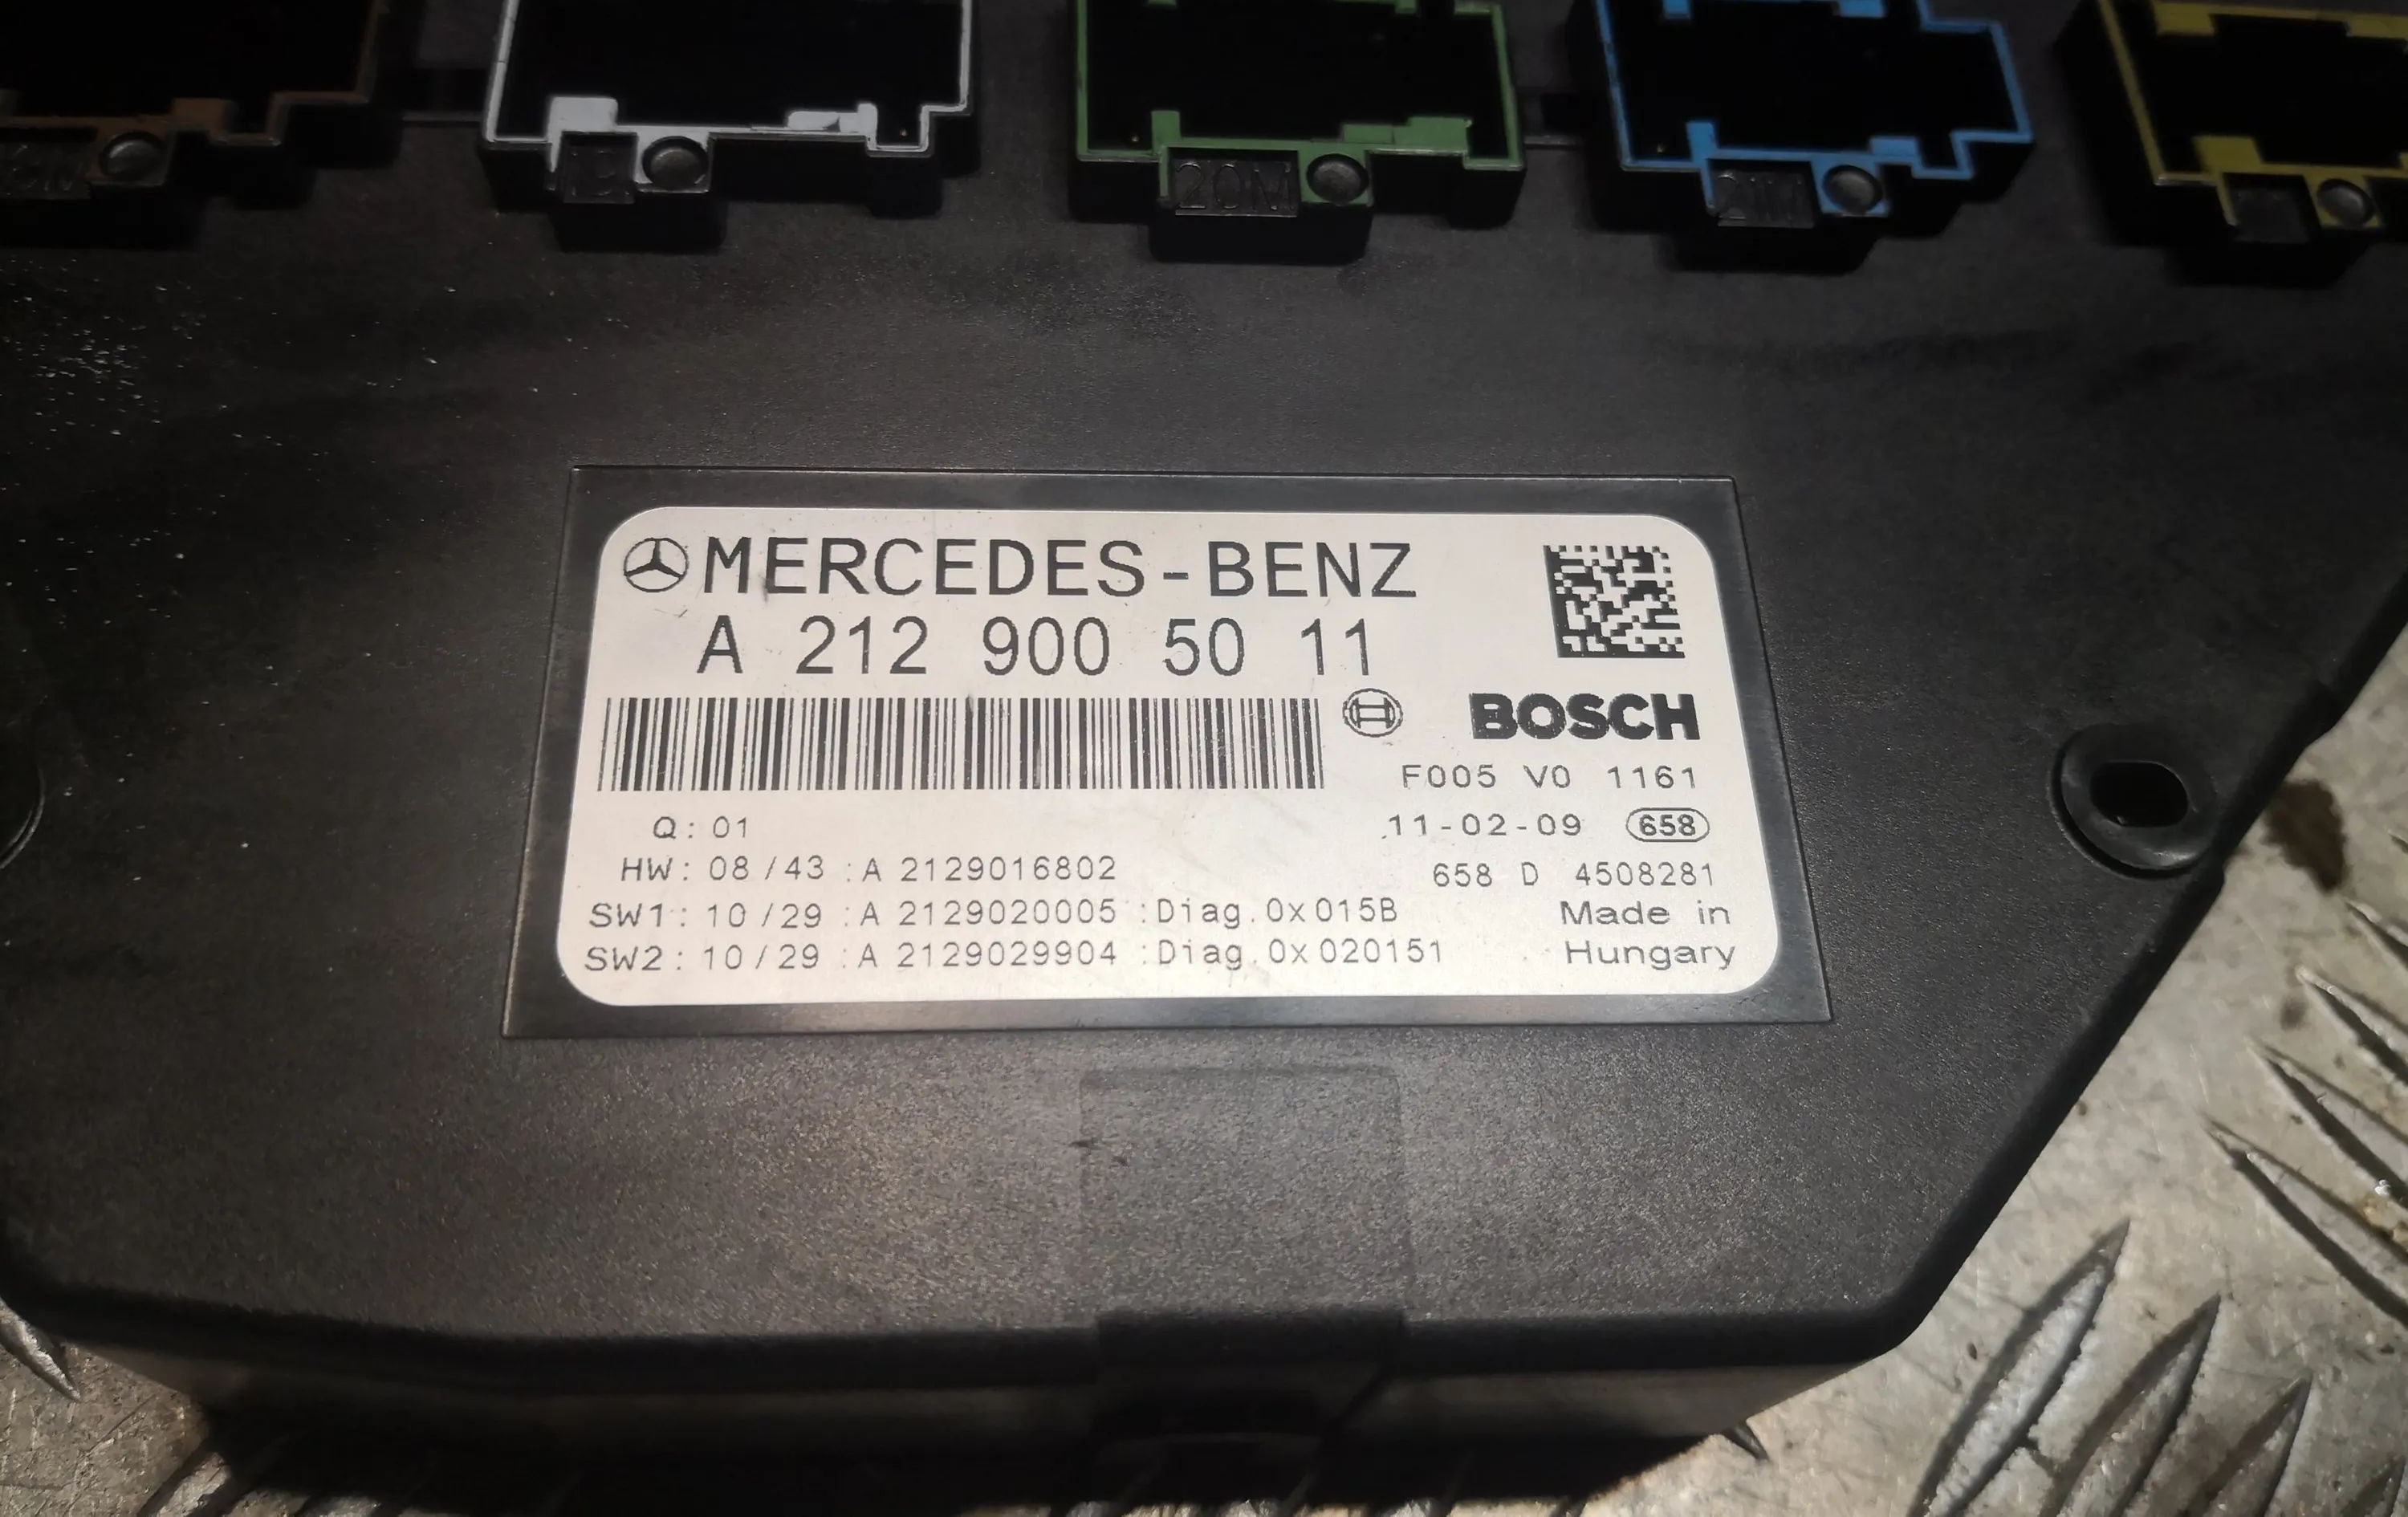 20M
21M
MERCEDES-BENZ
A 212 900 50 11
BOSCH
F005 V0 1161
Q: 01
11-02-09 658
HW: 08/43 :A 2129016802
658 D 4508281
SW1: 10/29 :A 2129020005 :Diag.0x015B
Made in
SW2: 10/29 :A 2129029904 :Diag.0x020151
Hungary